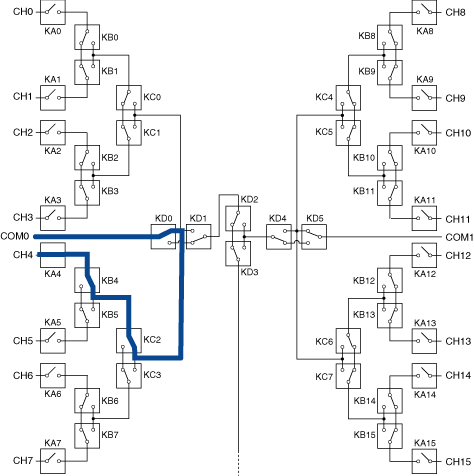 CH0 KA0 KB0
KB1
KA1
CH1
KC0
KC1
CH2
KA2
KB2
KB3
KA3
CH3
COM0
KD0 KD1
KD2
KD3
KD4 KD5
COM1
CH4
KA4
KB4
KB5
KA5
CH5
KC2
KC3
CH6
KA6
KB6
KB7
KA7
CH7
CH8
KA8
KB8
KB9
KA9
CH9
KC4
KC5
CH10
KA10
KB10
KB11
KA11
CH11
CH12
KA12
KB12
KB13
KA13
CH13
KC6
KC7
CH14
KA14
KB14
KB15
KA15
CH15